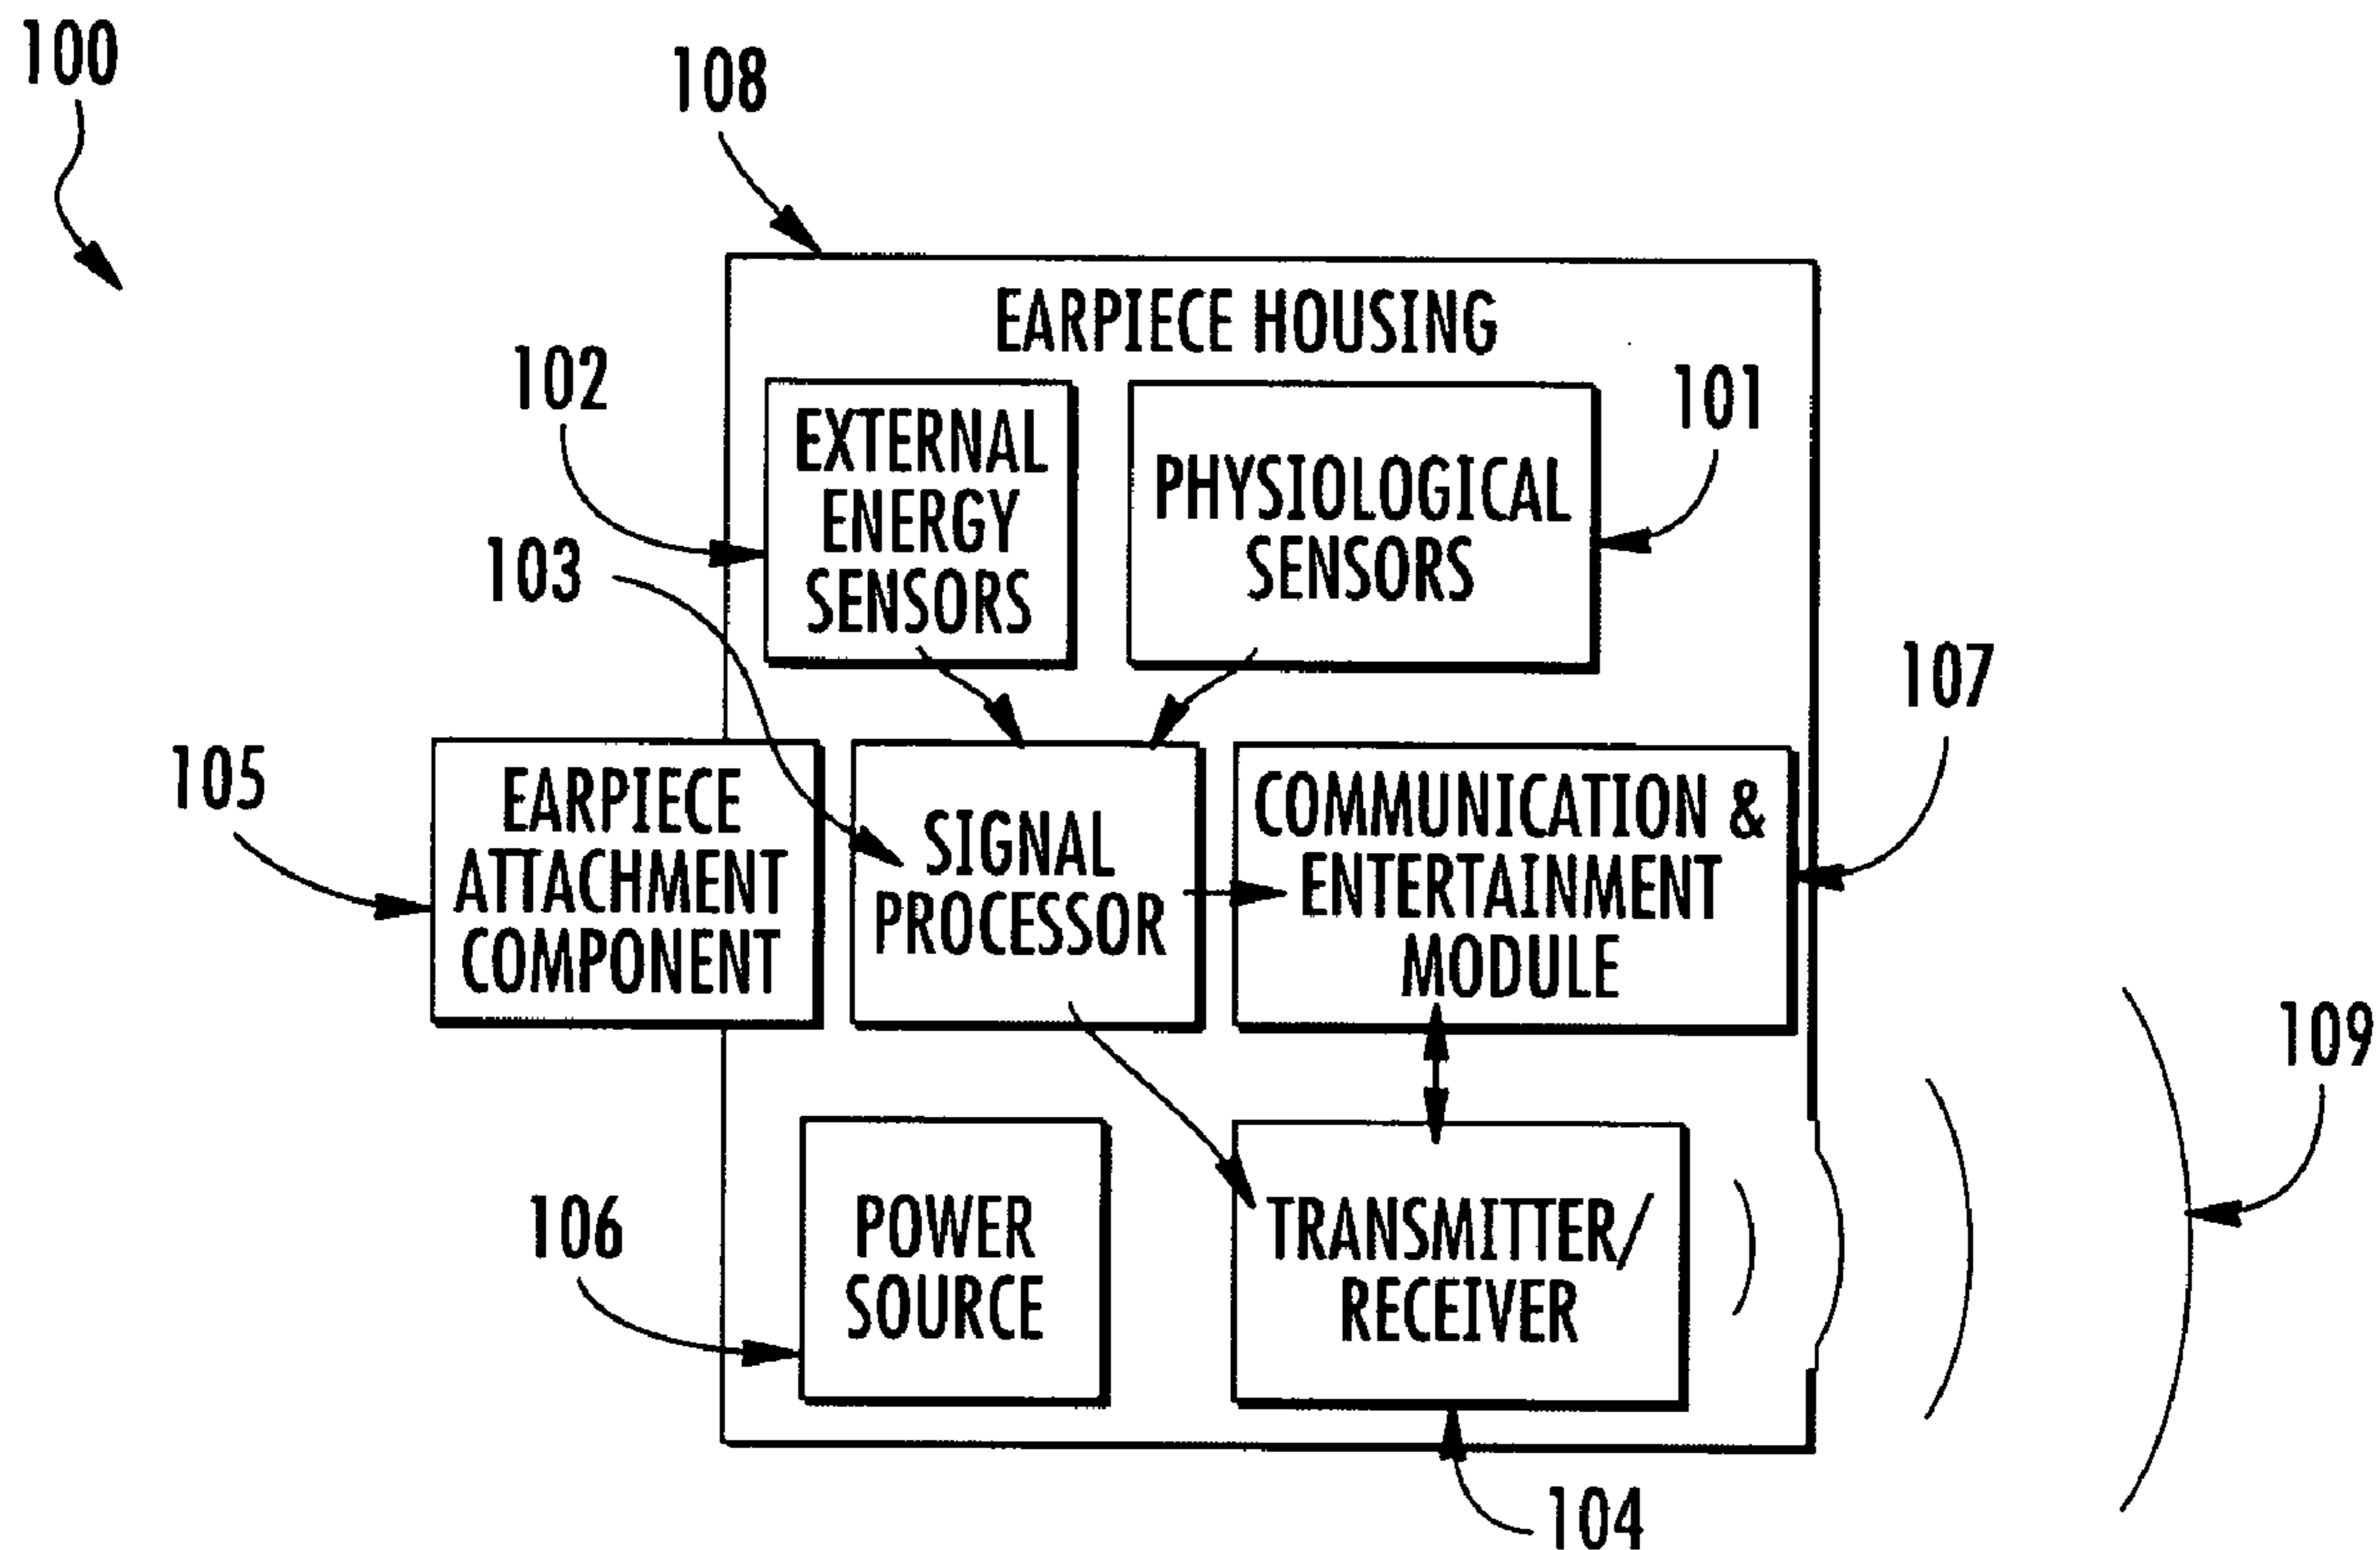 100
108
EARPIECE HOUSING
102
EXTERNAL
ENERGY
SENSORS
PHYSIOLOGICAL
SENSORS
101
103
107
105
EARPIECE
ATTACHMENT
COMPONENT
SIGNAL
PROCESSOR
COMMUNICATION &
ENTERTAINMENT
MODULE
109
106
POWER
SOURCE
TRANSMITTER/
RECEIVER
104